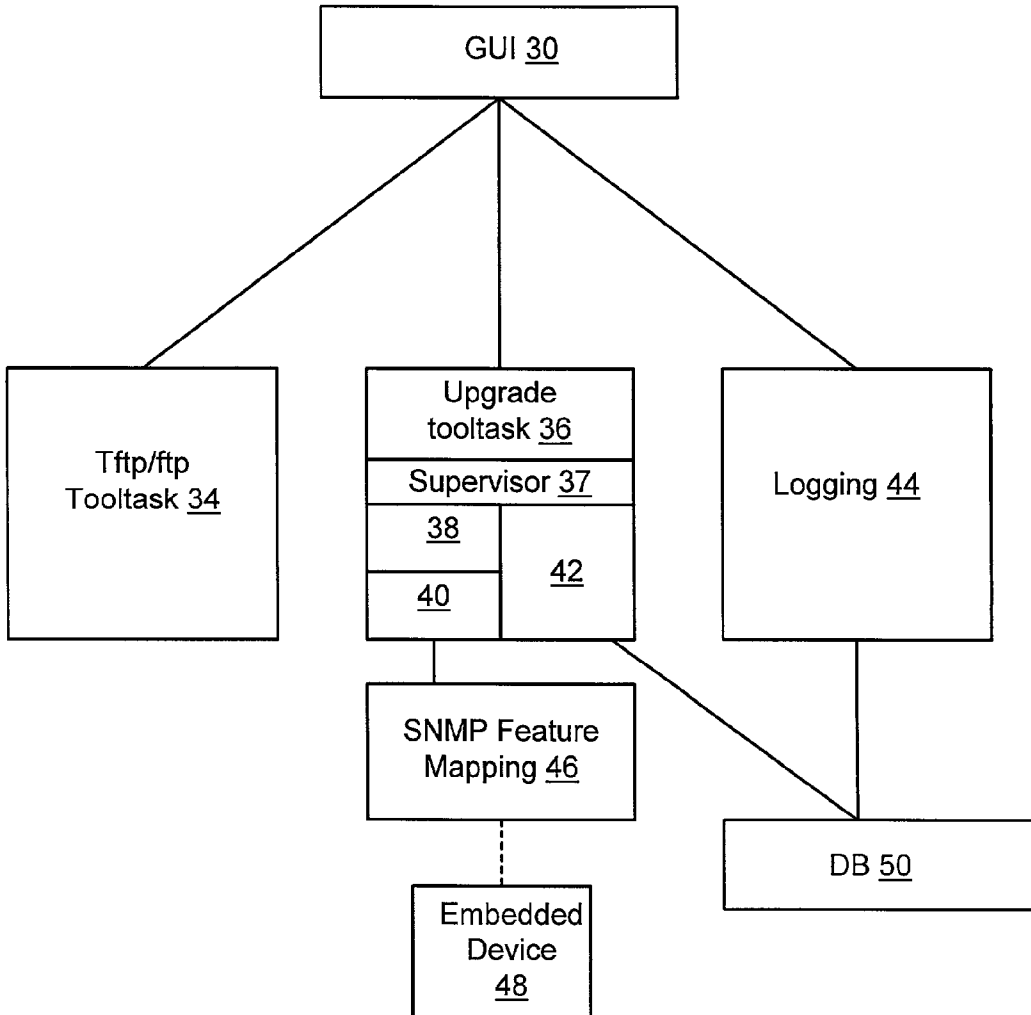 GUI 30
Tftp/ftp
Tooltask 34
Upgrade
tooltask 36
Supervisor 37
38
40
42
Logging 44
SNMP Feature
Mapping 46
DB 50
Embedded
Device
48